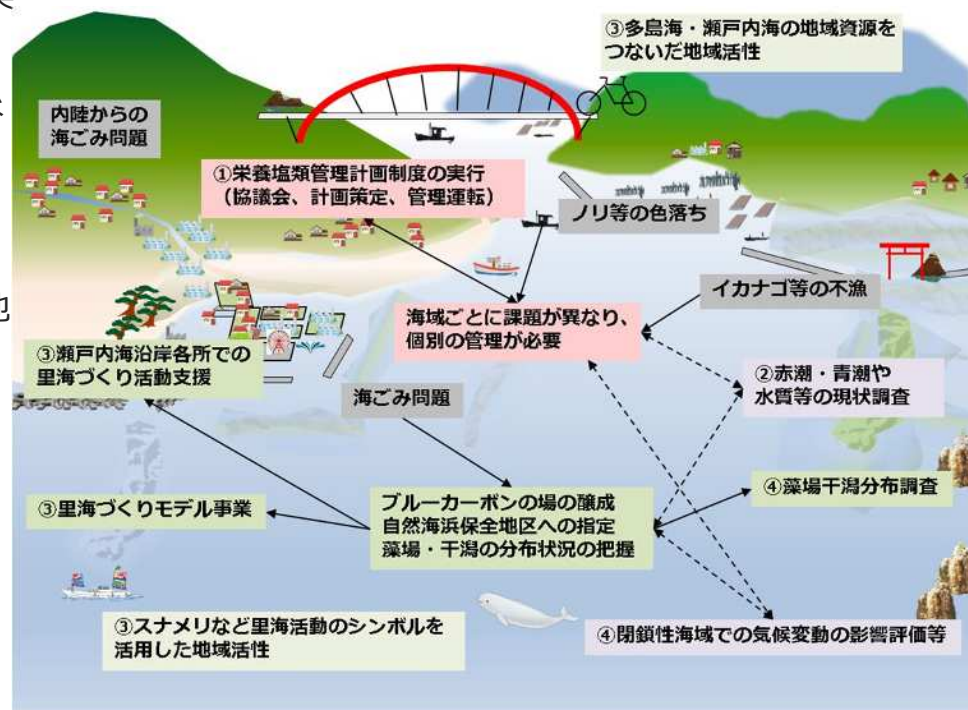 ③多島海・瀬戸内海の地域資源を
つないだ地域活性
内陸からの
海ごみ問題
①栄養塩類管理計画制度の実行
（協議会、計画策定、管理運転）
ノリ等の色落ち
イカナゴ等の不漁
海域ごとに課題が異なり、
個別の管理が必要
③瀬戸内海沿岸各所での
里海づくり活動支援
②赤潮・青潮や
水質等の現状調査
海ごみ問題
④藻場干潟分布調査
ブルーカーボンの場の醸成
自然海浜保全地区への指定
藻場・干潟の分布状況の把握
③里海づくりモデル事業
③スナメリなど里海活動のシンボルを
活用した地域活性
④閉鎖性海域での気候変動の影響評価等